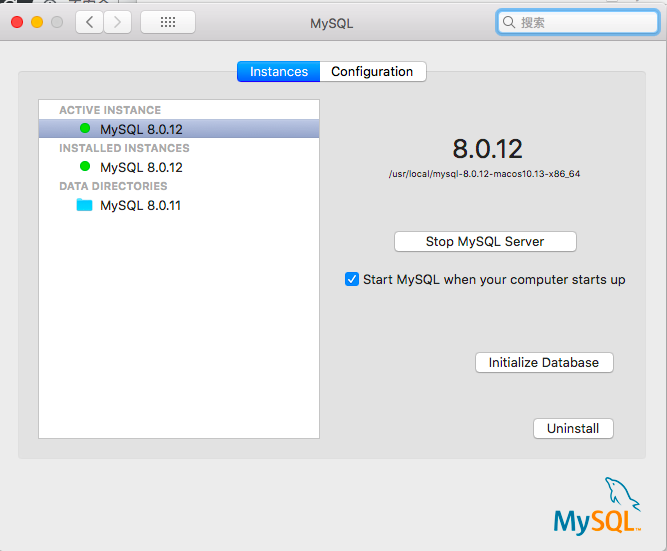 MySQL
搜索
Instances
Configuration
ACTIVE INSTANCE
MySQL 8.0.12
INSTALLED INSTANCES
MySQL 8.0.12
DATA DIRECTORIES
MySQL 8.0.11
8.0.12
/usr/local/mysql-8.0.12-macos10.13-x86_64
Stop MySQL Server
Start MySQL when your computer starts up
Initialize Database
Uninstall
MySQL™